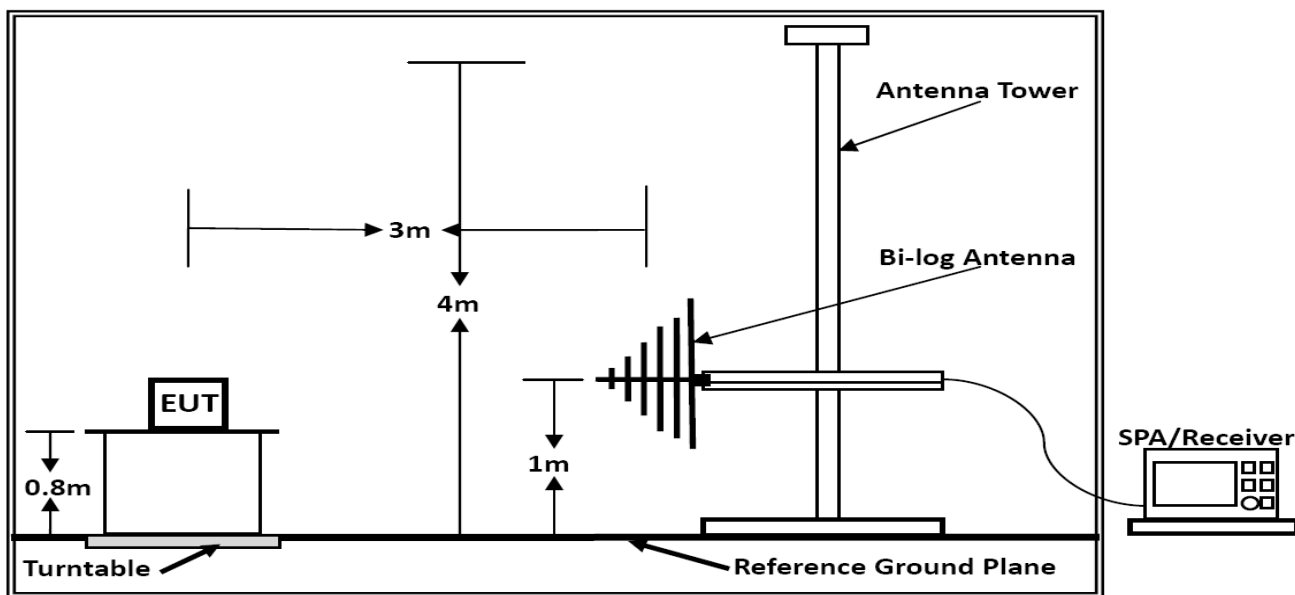 Antenna Tower
3m
Bi-log Antenna
4m
EUT
SPA/Receiver
1m
0.8m
Turntable
Reference Ground Plane